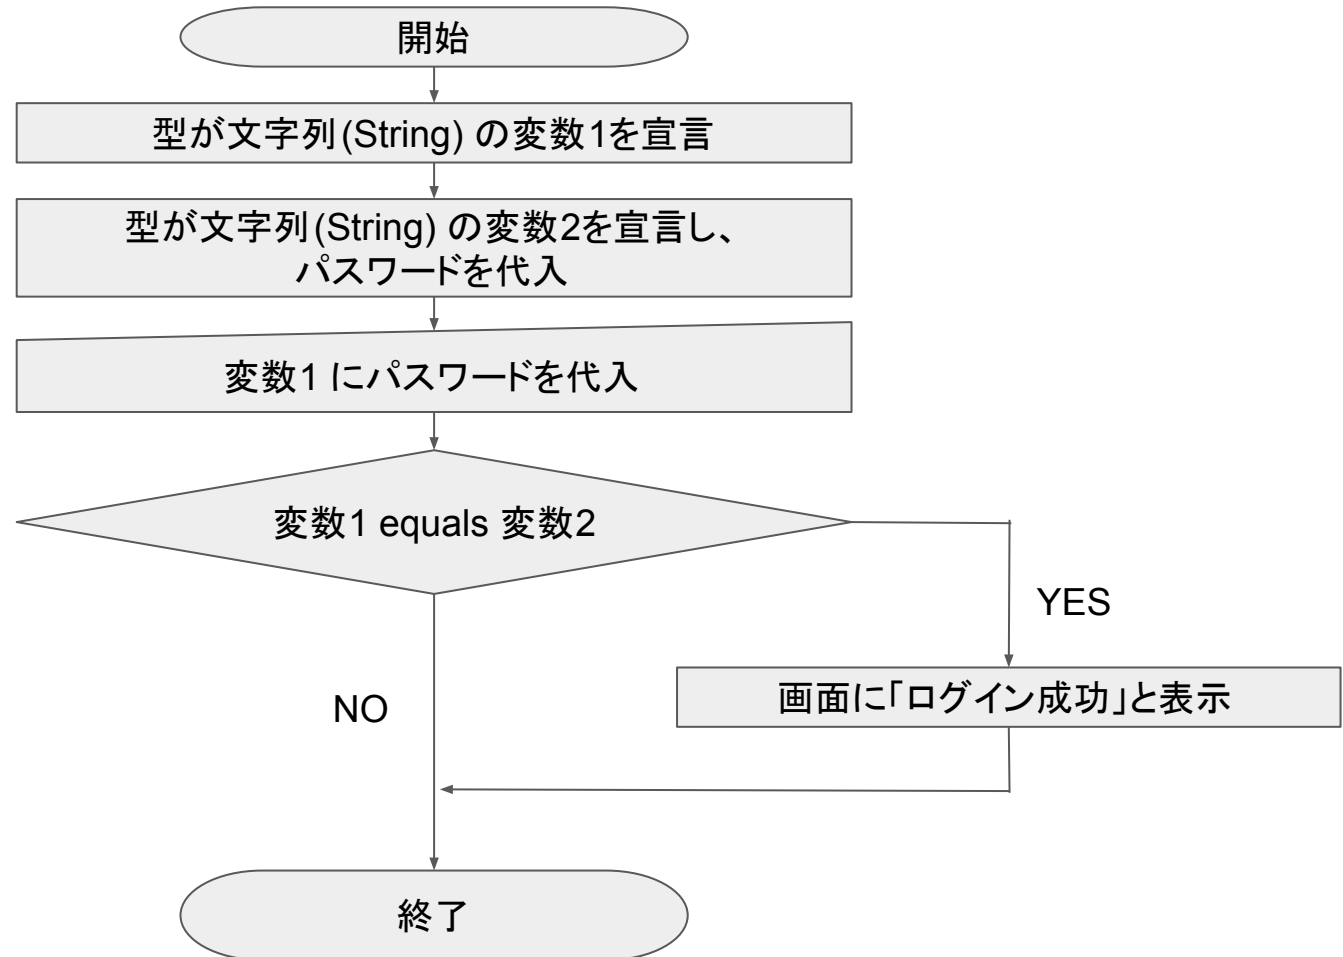 開始
型が文字列(String) の変数1を宣言
型が文字列(String) の変数2を宣言し、
パスワードを代入
変数1 にパスワードを代入
変数1 equals 変数2
YES
NO
画面に「ログイン成功」と表示
終了